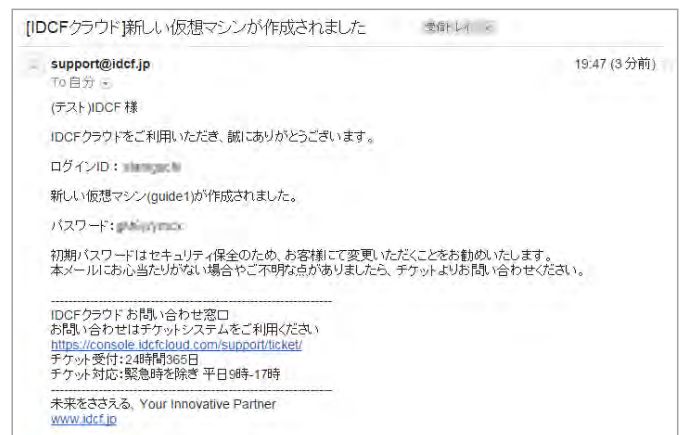 [IDCFクラウド]新しい仮想マシンが作成されました 受信トレイ
support@idcf.jp 19:47 (3 分前)
To 自分
(テスト)IDCF 様
IDCFクラウドをご利用いただき、誠にありがとうございます。
ログインID：
新しい仮想マシン(guide1)が作成されました。
パスワード：
初期パスワードはセキュリティ保全のため、お客様にて変更いただくことをお勧めいたします。
本メールにお心当たりがない場合やご不明な点がありましたら、チケットよりお問い合わせください。
--------------------------------------------------------
IDCFクラウド お問い合わせ窓口
お問い合わせはチケットシステムをご利用ください
https://console.idcfcloud.com/support/ticket/
チケット受付：24時間365日
チケット対応：緊急時を除き 平日9時-17時
--------------------------------------------------------
未来をささえる、Your Innovative Partner
www.idcf.jp